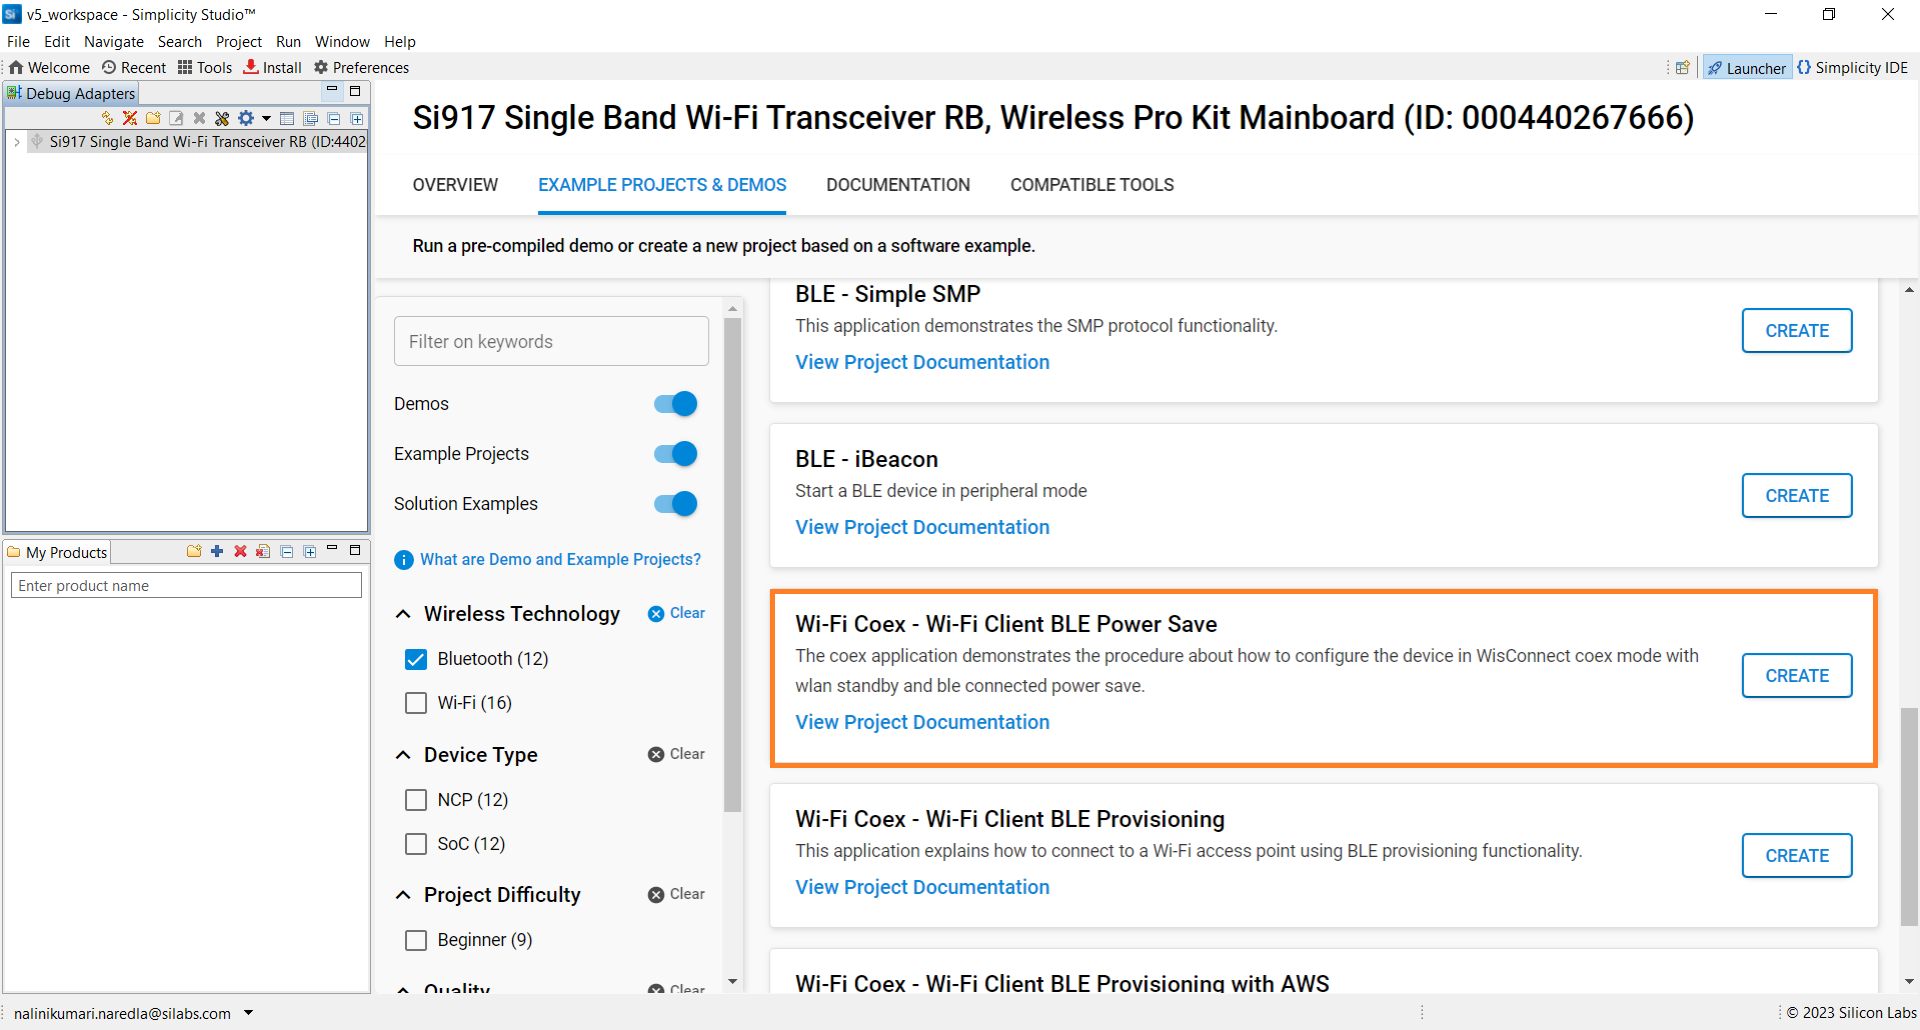 Si v5_workspace - Simplicity Studio™
File Edit Navigate Search Project Run Window Help
Welcome Recent Tools Install Preferences
Launcher {} Simplicity IDE
Debug Adapters
Si917 Single Band Wi-Fi Transceiver RB (ID:4402
My Products
Enter product name
Si917 Single Band Wi-Fi Transceiver RB, Wireless Pro Kit Mainboard (ID: 000440267666)
OVERVIEW EXAMPLE PROJECTS & DEMOS DOCUMENTATION COMPATIBLE TOOLS
Run a pre-compiled demo or create a new project based on a software example.
Filter on keywords
Demos
Example Projects
Solution Examples
What are Demo and Example Projects?
Wireless Technology Clear
Bluetooth (12)
Wi-Fi (16)
Device Type Clear
NCP (12)
SoC (12)
Project Difficulty Clear
Beginner (9)
Quality Clear
BLE - Simple SMP
This application demonstrates the SMP protocol functionality.
View Project Documentation
CREATE
BLE - iBeacon
Start a BLE device in peripheral mode
View Project Documentation
CREATE
Wi-Fi Coex - Wi-Fi Client BLE Power Save
The coex application demonstrates the procedure about how to configure the device in WisConnect coex mode with
wlan standby and ble connected power save.
View Project Documentation
CREATE
Wi-Fi Coex - Wi-Fi Client BLE Provisioning
This application explains how to connect to a Wi-Fi access point using BLE provisioning functionality.
View Project Documentation
CREATE
Wi-Fi Coex - Wi-Fi Client BLE Provisioning with AWS
nalinikumari.naredla@silabs.com
© 2023 Silicon Labs